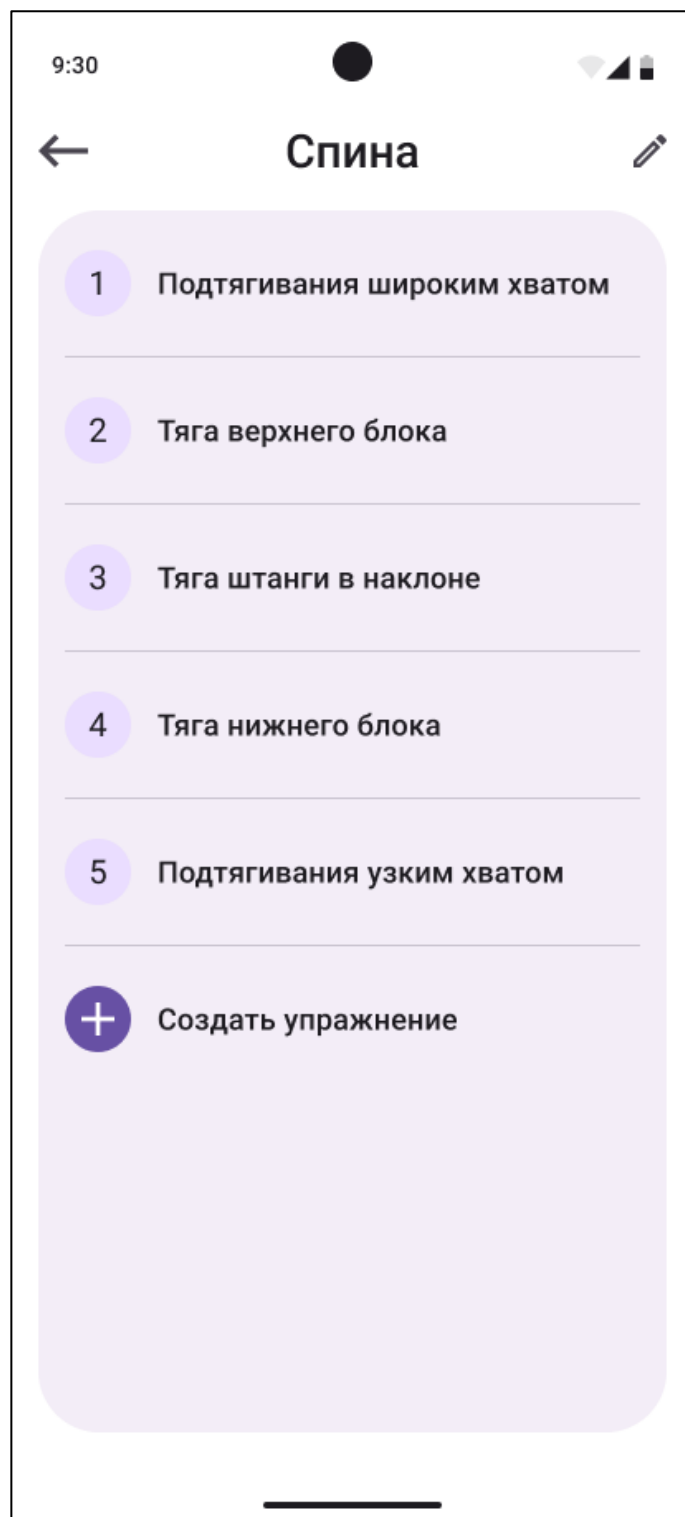 9:30
Спина
1 Подтягивания широким хватом
2 Тяга верхнего блока
3 Тяга штанги в наклоне
4 Тяга нижнего блока
5 Подтягивания узким хватом
Создать упражнение